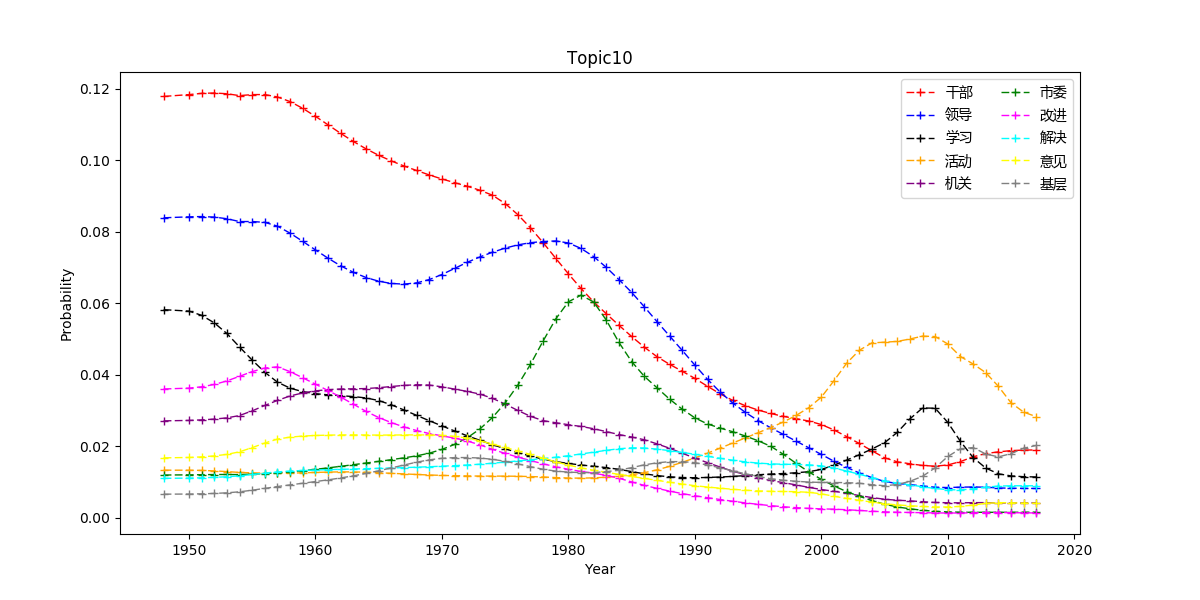 Topic10
0.12
0.10
0.08
0.06
0.04
0.02
0.00
Probability
干部
领导
学习
活动
机关
市委
改进
解决
意见
基层
1950
1960
1970
1980
1990
2000
2010
2020
Year